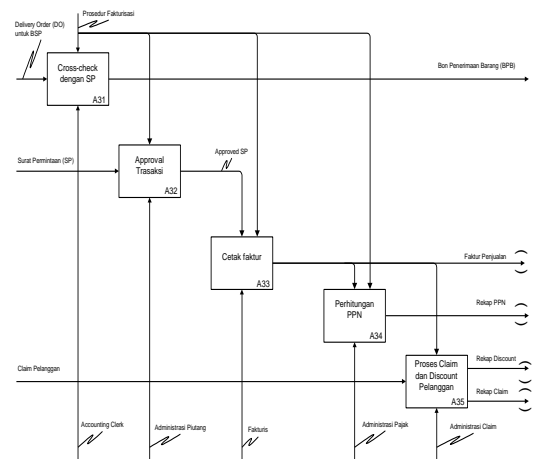 Prosedur Fakturisasi
Delivery Order (DO)
untuk BSP
Cross-check
dengan SP
A31
Bon Penerimaan Barang (BPB)
Surat Permintaan (SP)
Approval
Trasaksi
A32
Approved SP
Cetak faktur
A33
Faktur Penjualan
Perhitungan
PPN
A34
Rekap PPN
Claim Pelanggan
Proses Claim
dan Discount
Pelanggan
A35
Rekap Discount
Rekap Claim
Accounting Clerk
Administrasi Piutang
Fakturis
Administrasi Pajak
Administrasi Claim